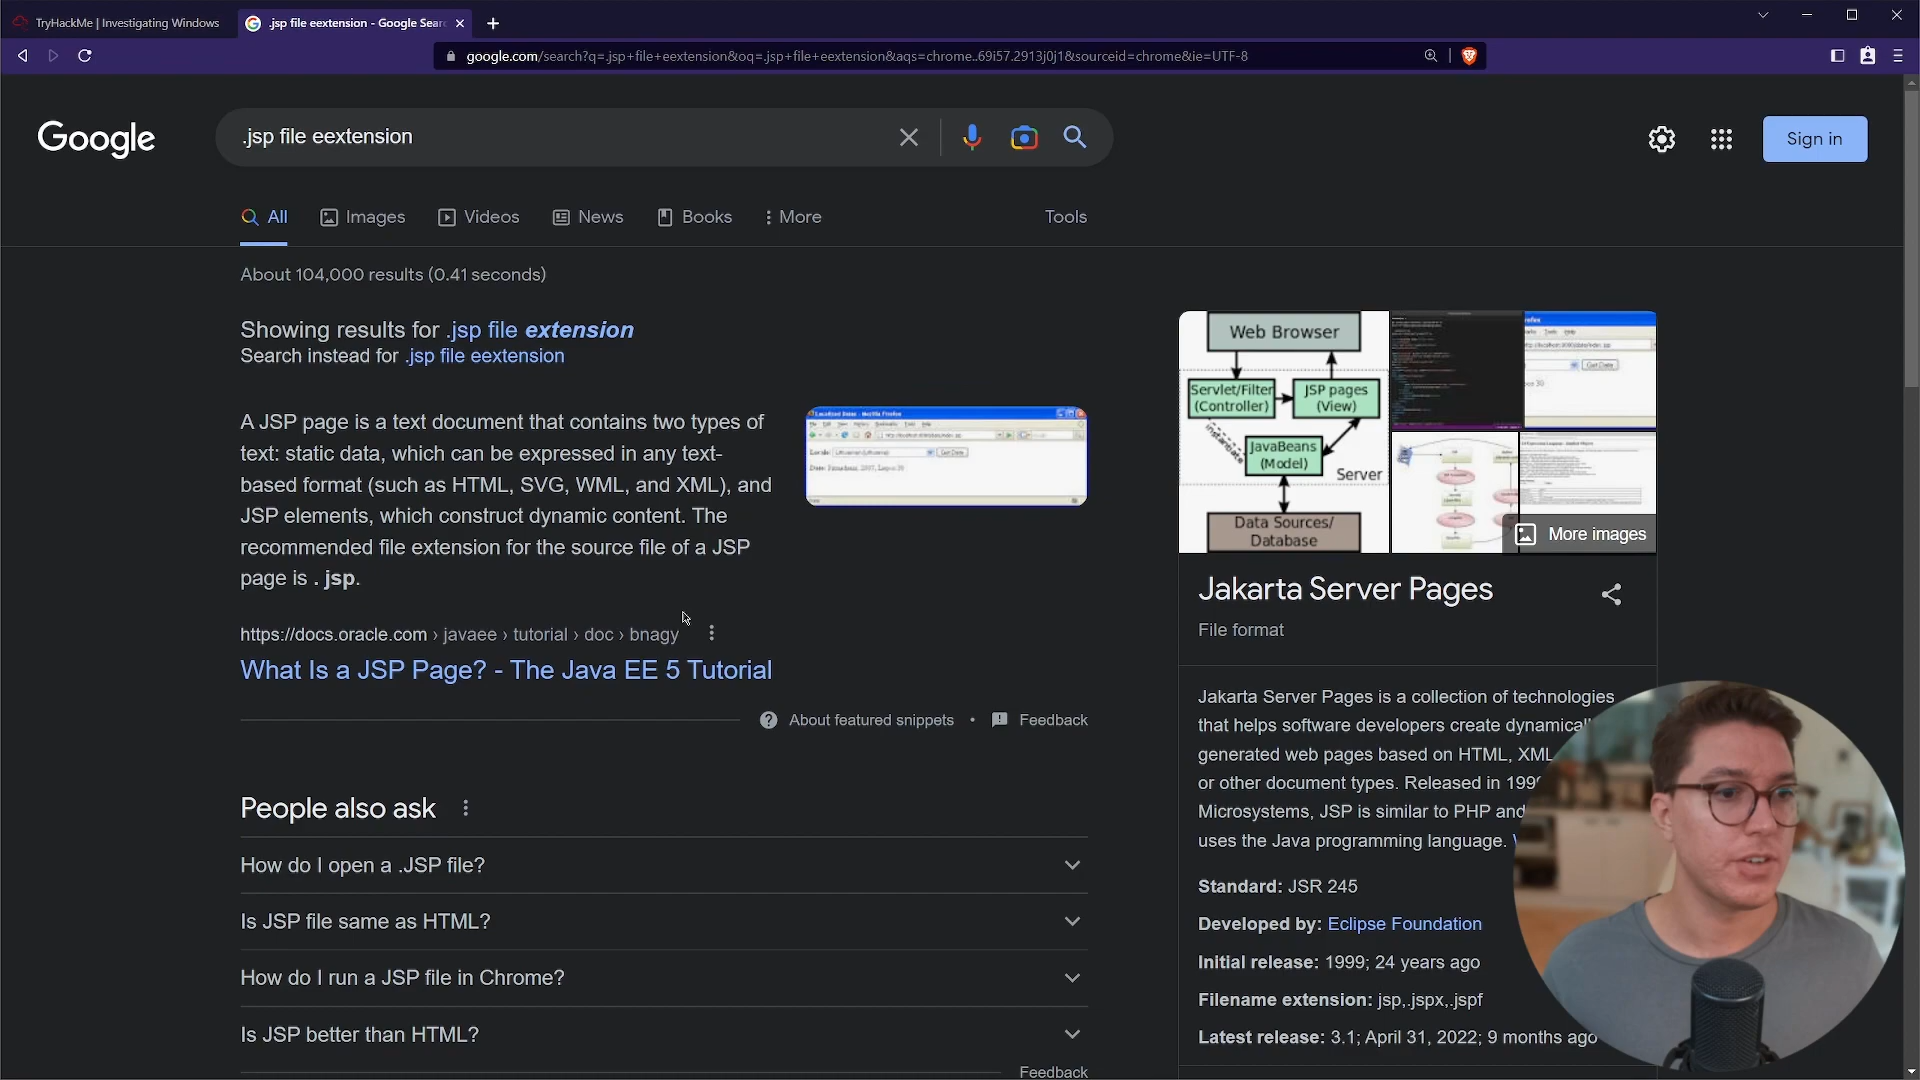 TryHackMe | Investigating Windows
.jsp file eextension - Google Sear
google.com/search?q=.jsp+file+eextension&oq=.jsp+file+eextension&aqs=chrome..69i57.2913j0j1&sourceid=chrome&ie=UTF-8
Google
.jsp file eextension
Sign in
All
Images
Videos
News
Books
More
Tools
About 104,000 results (0.41 seconds)
Showing results for .jsp file extension
Search instead for .jsp file eextension
A JSP page is a text document that contains two types of
text: static data, which can be expressed in any text-
based format (such as HTML, SVG, WML, and XML), and
JSP elements, which construct dynamic content. The
recommended file extension for the source file of a JSP
page is . jsp.
https://docs.oracle.com › javaee › tutorial › doc › bnagy
What Is a JSP Page? - The Java EE 5 Tutorial
About featured snippets
•
Feedback
People also ask
How do I open a .JSP file?
Is JSP file same as HTML?
How do I run a JSP file in Chrome?
Is JSP better than HTML?
Feedback
Web Browser
Servlet/Filter
(Controller)
JSP pages
(View)
instantiate
JavaBeans
(Model)
Server
Data Sources/
Database
More images
Jakarta Server Pages
File format
Jakarta Server Pages is a collection of technologies
that helps software developers create dynamicall
generated web pages based on HTML, XML
or other document types. Released in 1999
Microsystems, JSP is similar to PHP and
uses the Java programming language.
Standard: JSR 245
Developed by: Eclipse Foundation
Initial release: 1999; 24 years ago
Filename extension: jsp,.jspx,.jspf
Latest release: 3.1; April 31, 2022; 9 months ago